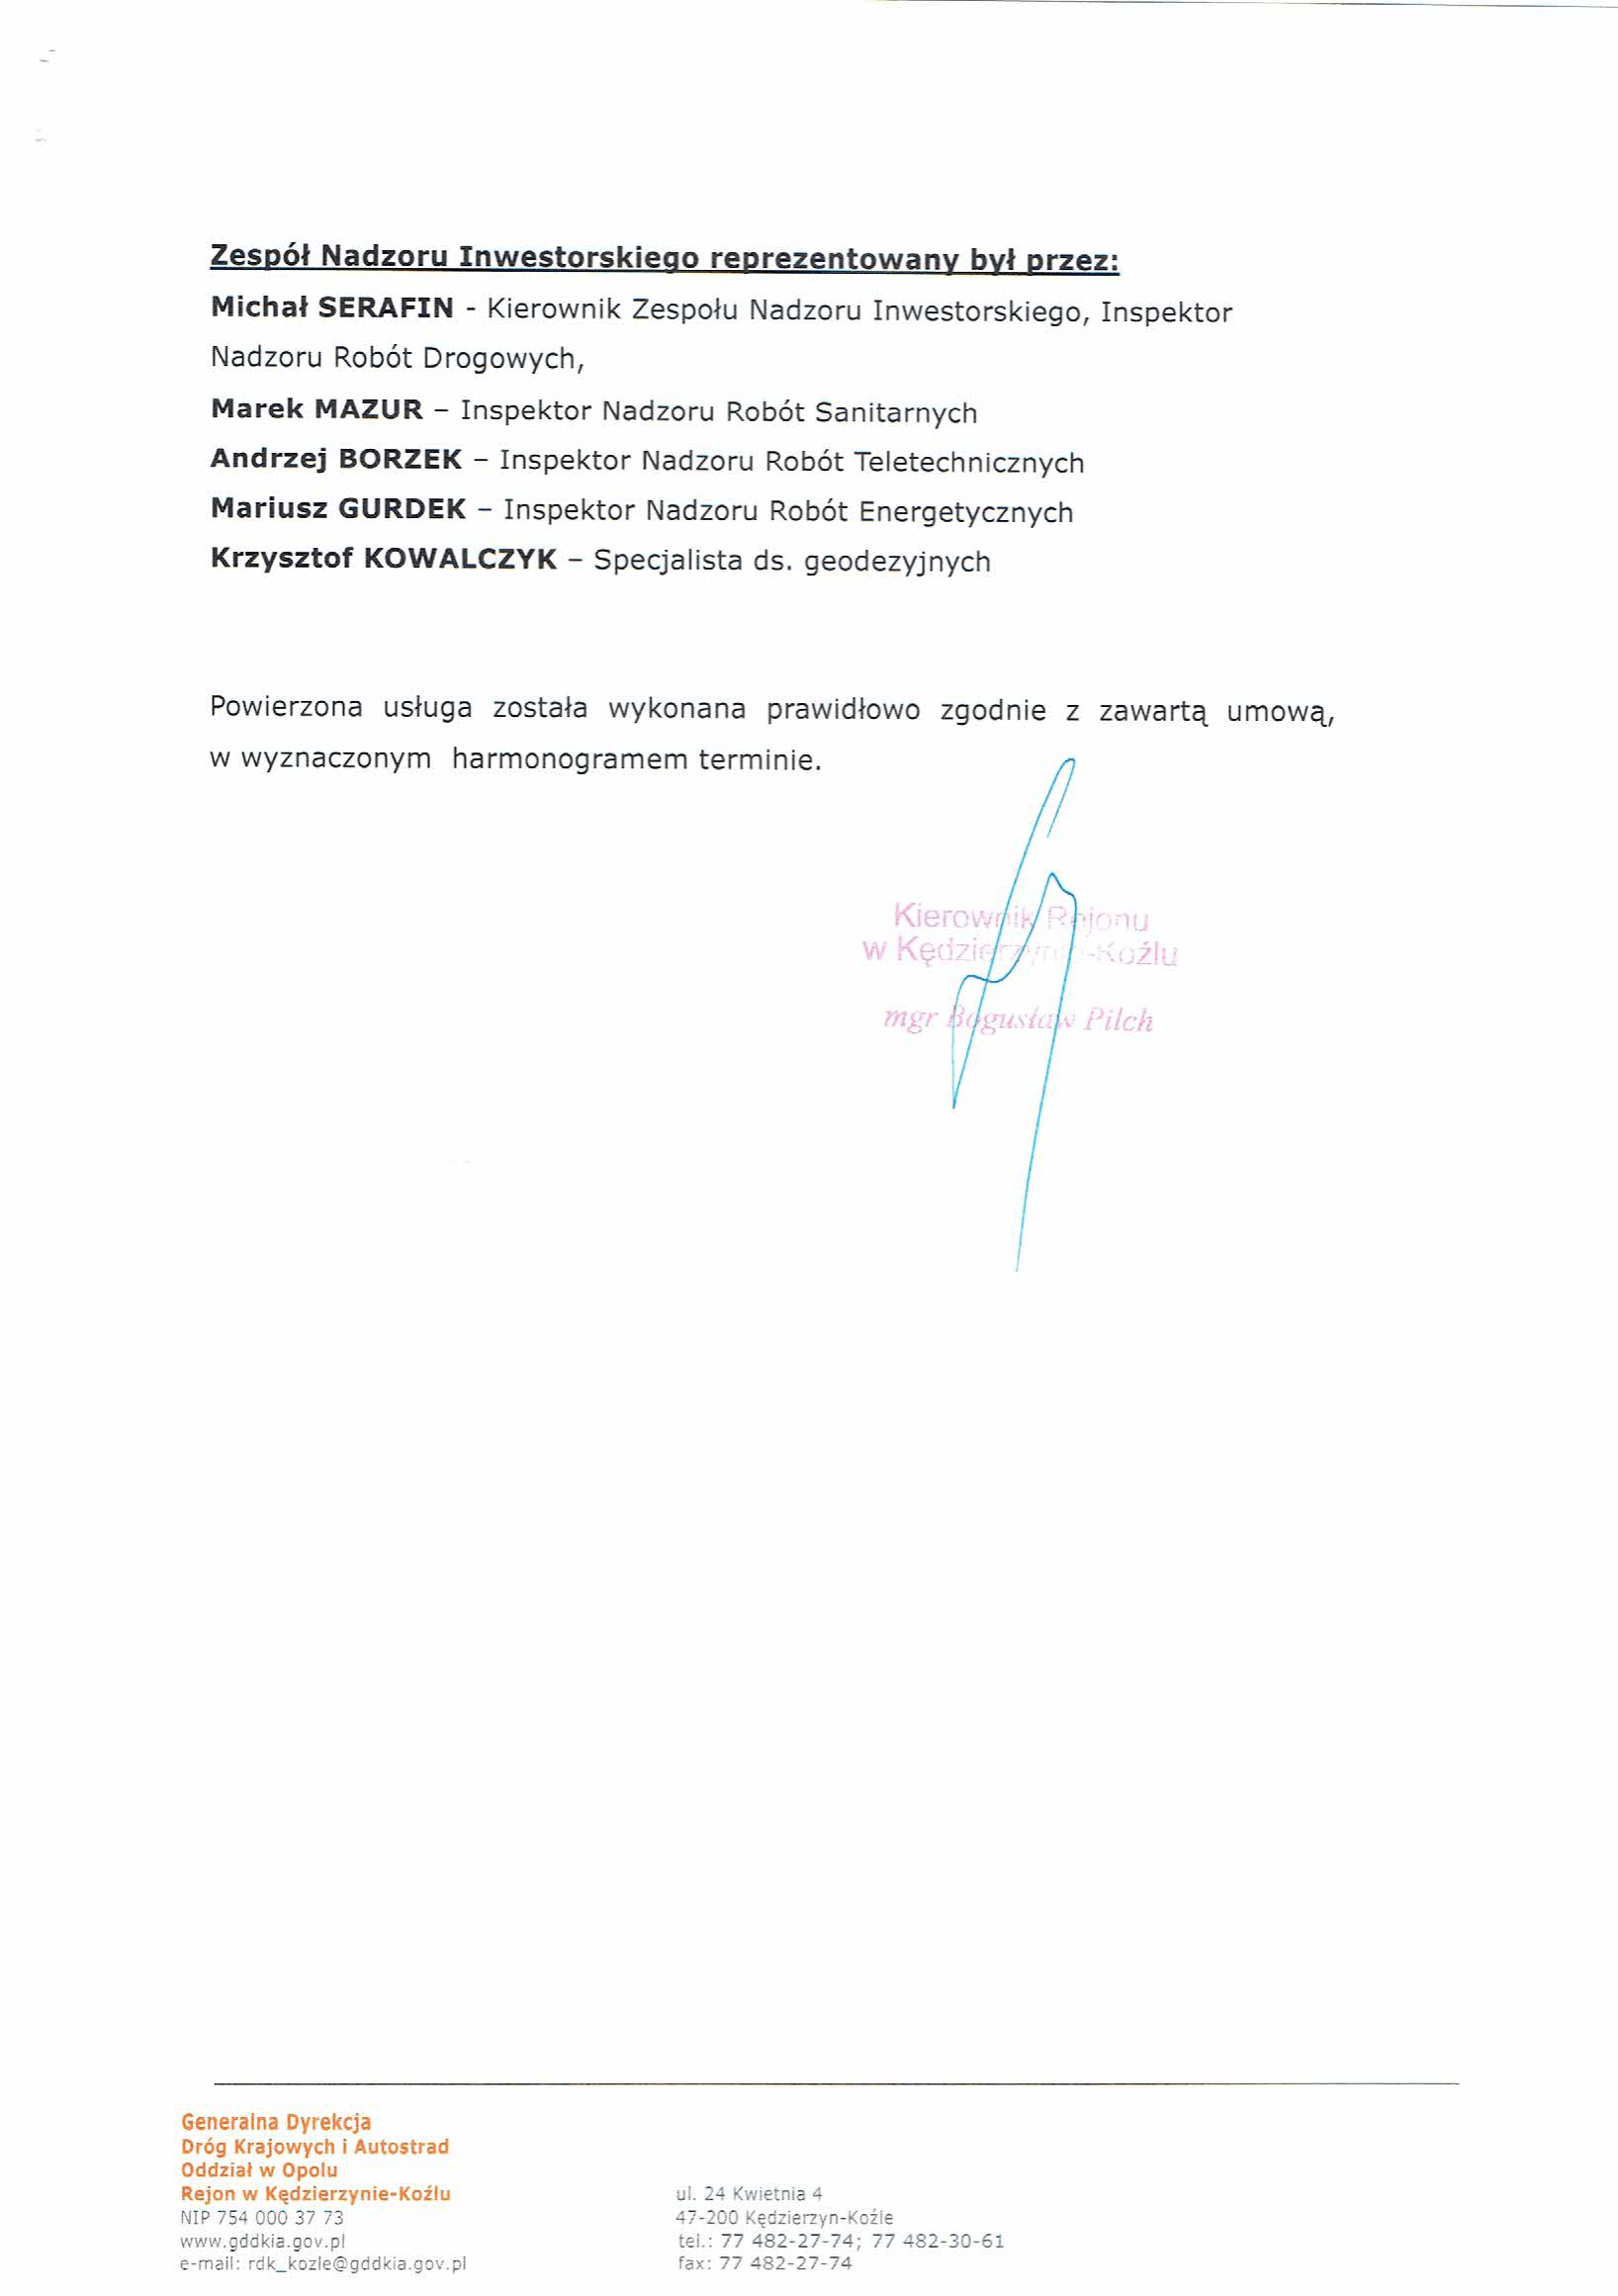 Zespół Nadzoru Inwestorskiego reprezentowany był przez:
Michał SERAFIN - Kierownik Zespołu Nadzoru Inwestorskiego, Inspektor
Nadzoru Robót Drogowych,
Marek MAZUR – Inspektor Nadzoru Robót Sanitarnych
Andrzej BORZEK – Inspektor Nadzoru Robót Teletechnicznych
Mariusz GURDEK – Inspektor Nadzoru Robót Energetycznych
Krzysztof KOWALCZYK – Specjalista ds. geodezyjnych
Powierzona usługa została wykonana prawidłowo zgodnie z zawartą umową,
w wyznaczonym harmonogramem terminie.
Kierownik Rejonu
w Kędzierzynie-Koźlu
mgr Bogusław Pilch
Generalna Dyrekcja
Dróg Krajowych i Autostrad
Oddział w Opolu
Rejon w Kędzierzynie-Koźlu
NIP 754 000 37 73
www.gddkia.gov.pl
e-mail: rdk_kozle@gddkia.gov.pl
ul. 24 Kwietnia 4
47-200 Kędzierzyn-Koźle
tel.: 77 482-27-74; 77 482-30-61
fax: 77 482-27-74